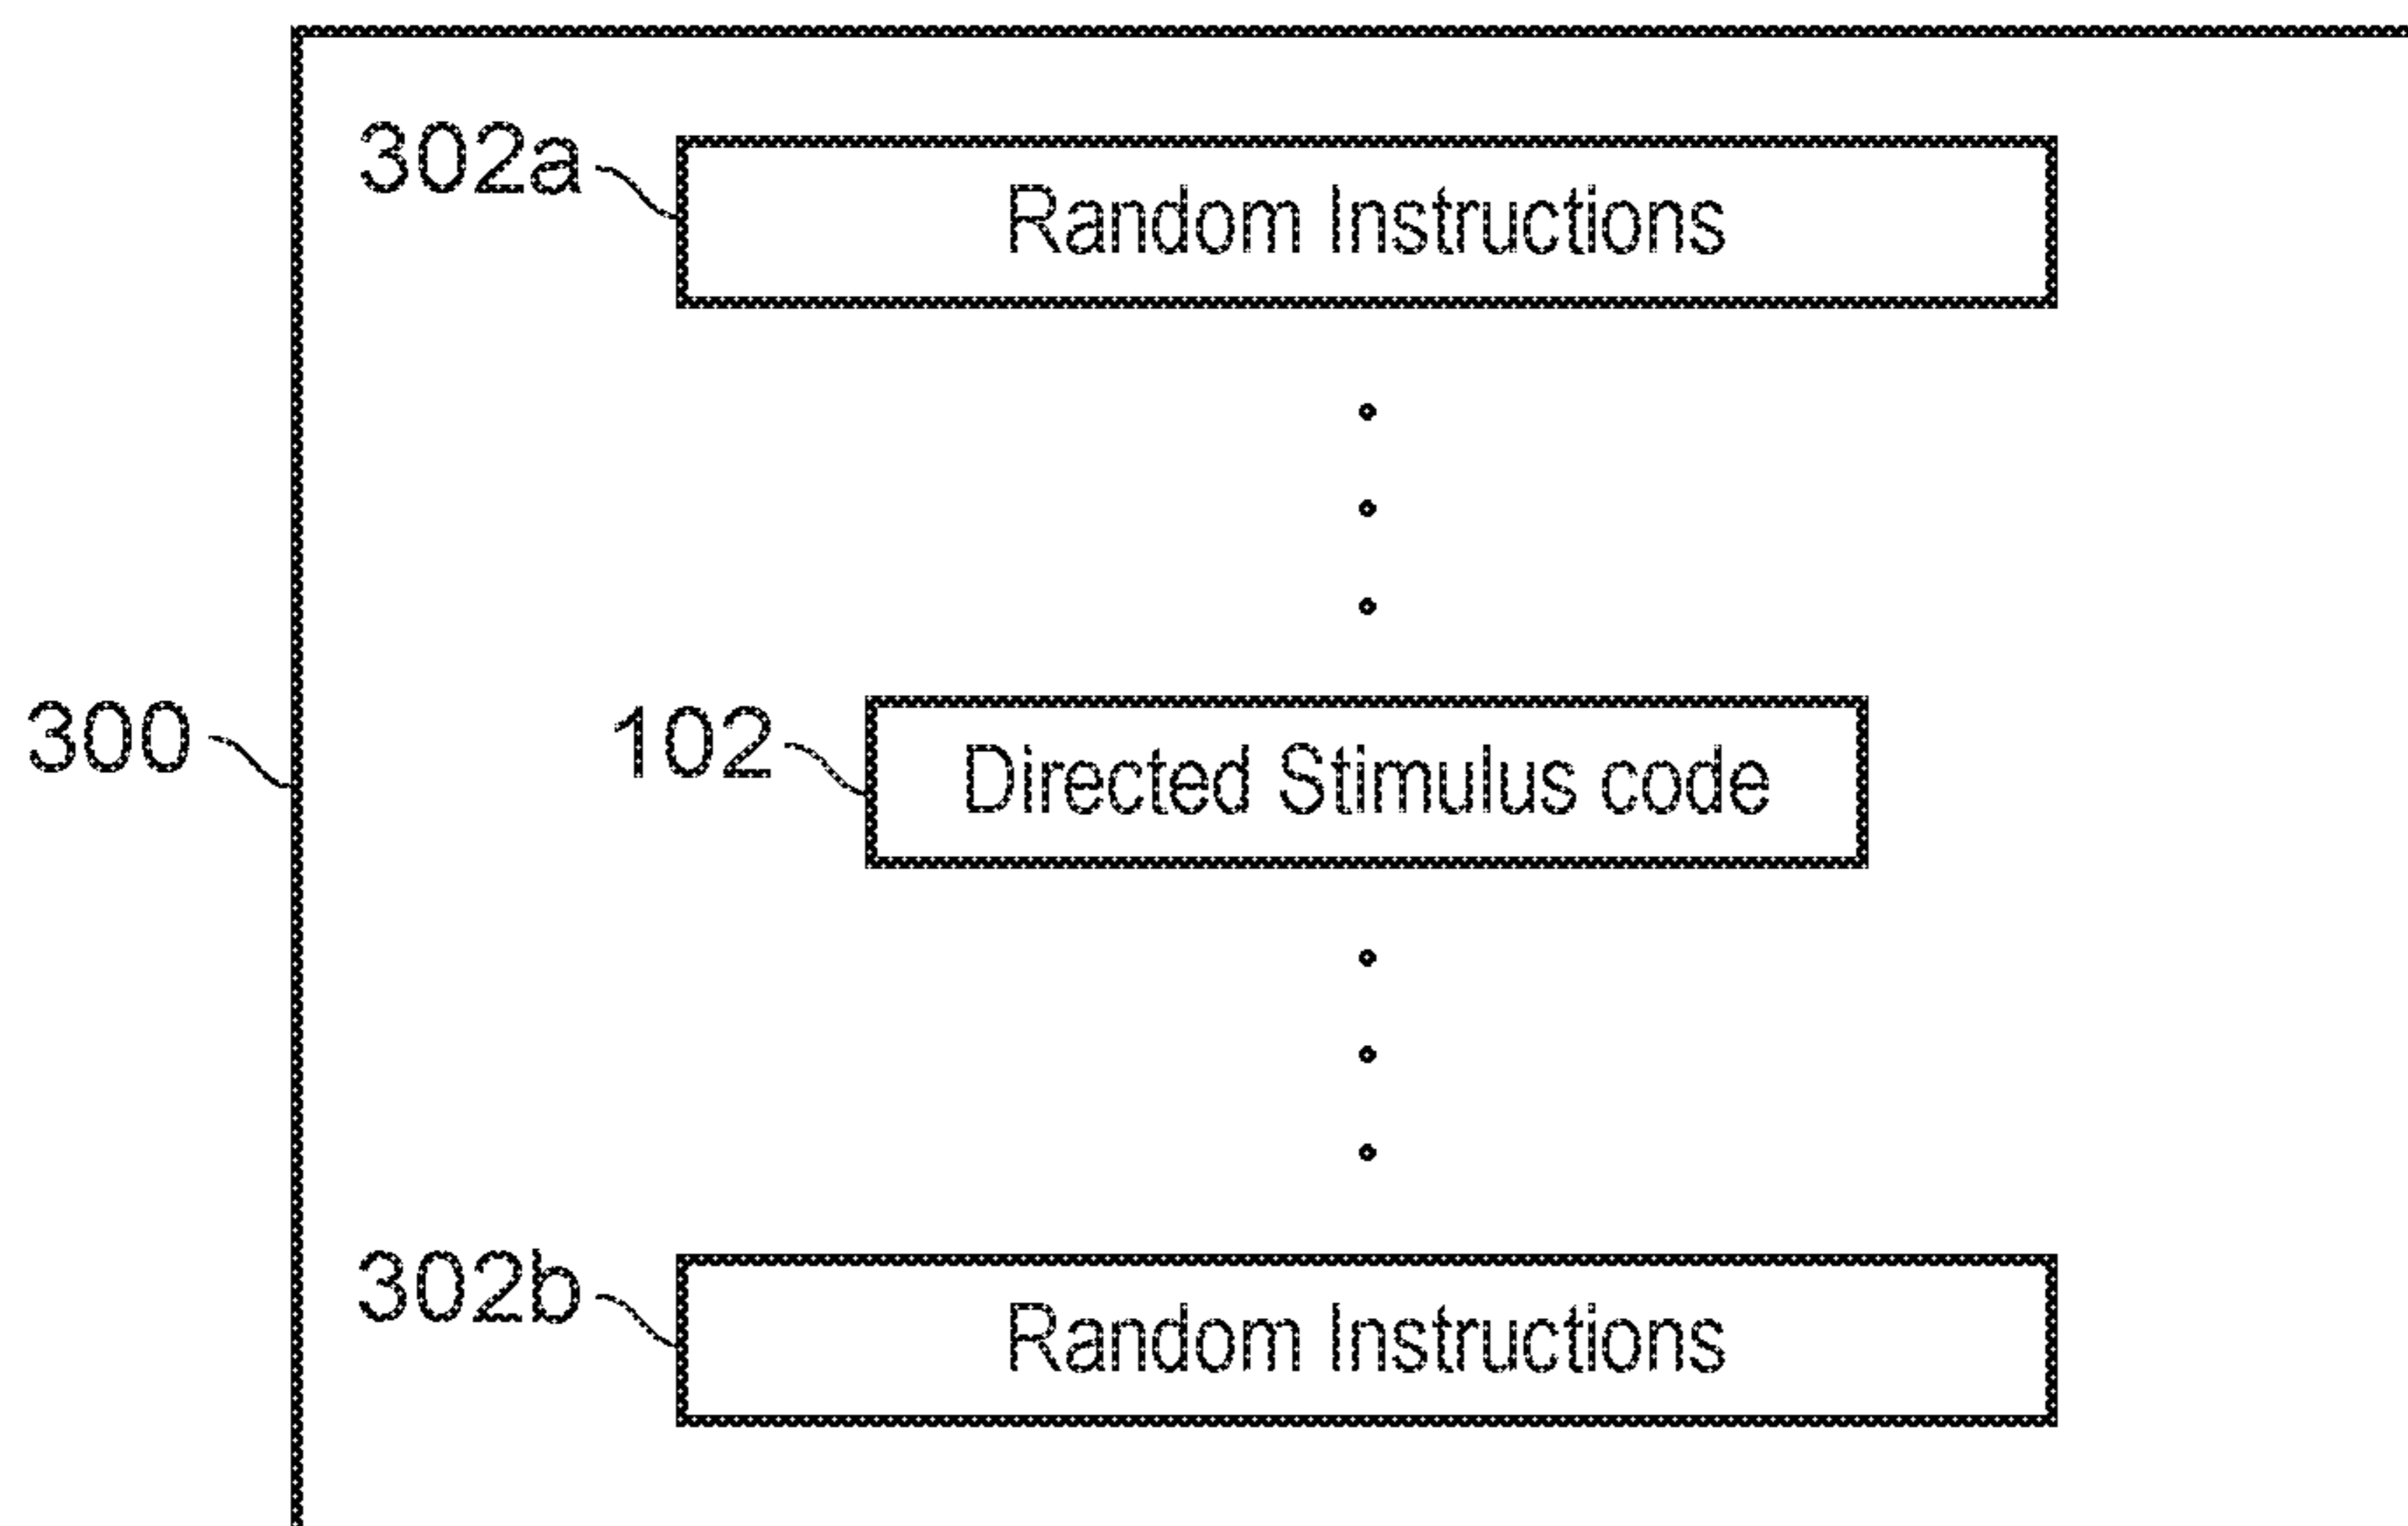 302a Random Instructions
300 102 Directed Stimulus code
302b Random Instructions